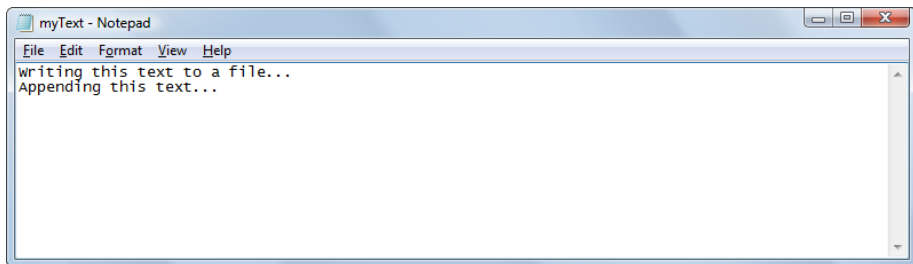 myText - Notepad
File Edit Format View Help
Writing this text to a file...
Appending this text...